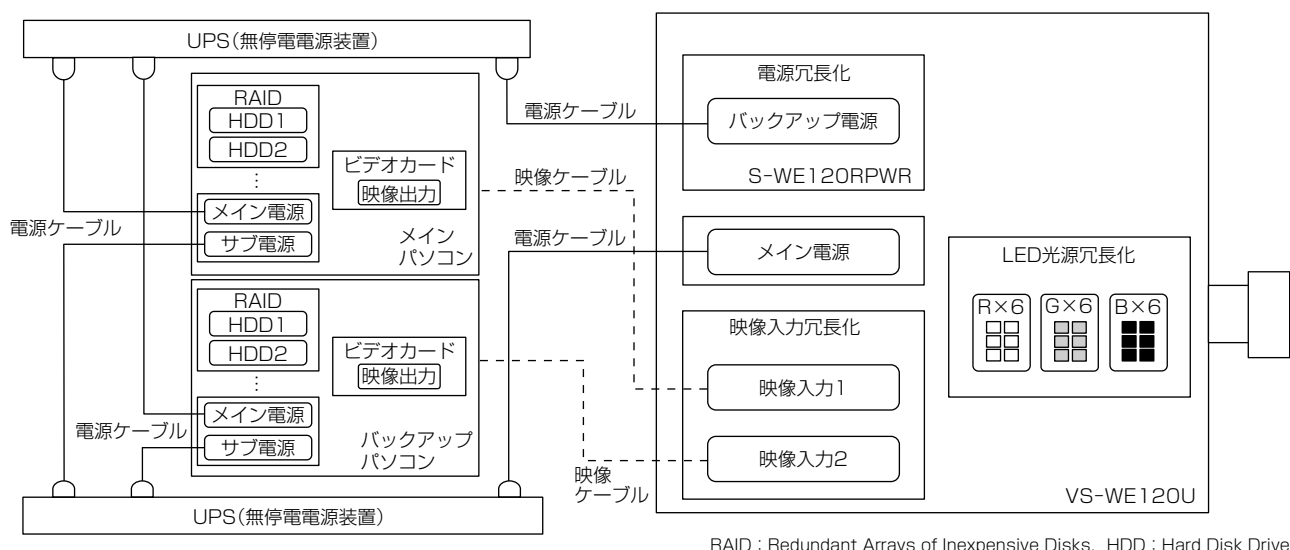 UPS(無停電電源装置)
RAID
HDD1
HDD2
⋮
ビデオカード
映像出力
メイン電源
サブ電源
メイン
パソコン
電源ケーブル
RAID
HDD1
HDD2
⋮
ビデオカード
映像出力
メイン電源
サブ電源
バックアップ
パソコン
電源ケーブル
UPS(無停電電源装置)
電源ケーブル
映像ケーブル
電源ケーブル
映像
ケーブル
電源冗長化
バックアップ電源
S-WE120RPWR
メイン電源
映像入力冗長化
映像入力1
映像入力2
LED光源冗長化
R×6
G×6
B×6
VS-WE120U
RAID:Redundant Arrays of Inexpensive Disks, HDD:Hard Disk Drive